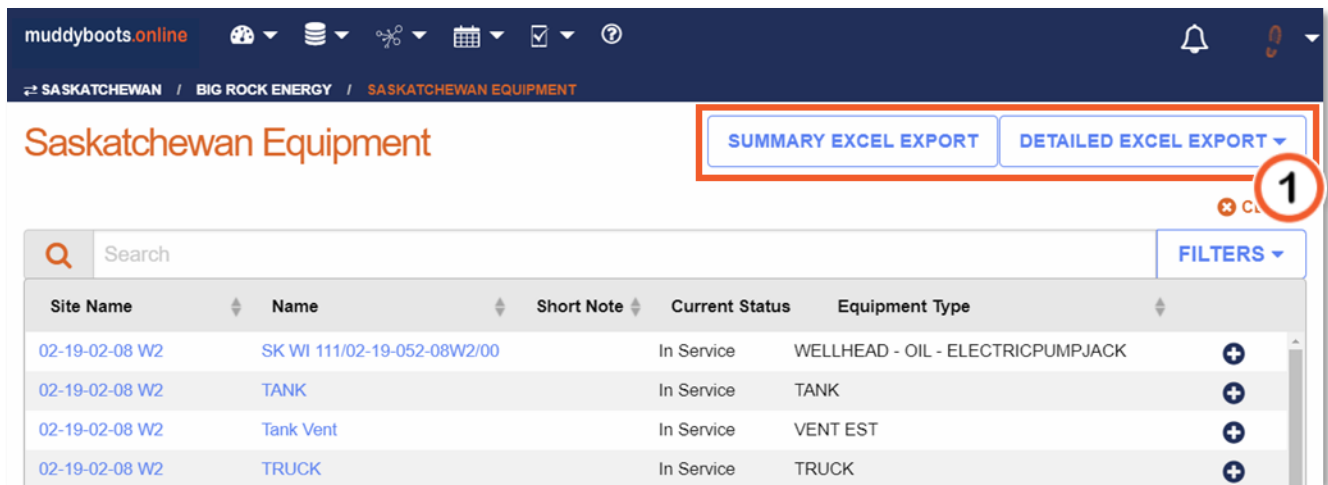 muddyboots.online
SASKATCHEWAN / BIG ROCK ENERGY / SASKATCHEWAN EQUIPMENT
Saskatchewan Equipment
SUMMARY EXCEL EXPORT DETAILED EXCEL EXPORT
1
Search FILTERS
Site Name Name Short Note Current Status Equipment Type
02-19-02-08 W2 SK WI 111/02-19-052-08W2/00 In Service WELLHEAD - OIL - ELECTRICPUMPJACK
02-19-02-08 W2 TANK In Service TANK
02-19-02-08 W2 Tank Vent In Service VENT EST
02-19-02-08 W2 TRUCK In Service TRUCK